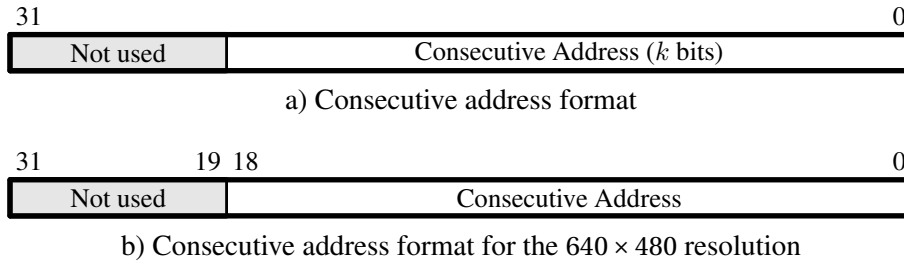 31 0
Not used Consecutive Address (k bits)
a) Consecutive address format
31 19 18 0
Not used Consecutive Address
b) Consecutive address format for the 640 × 480 resolution